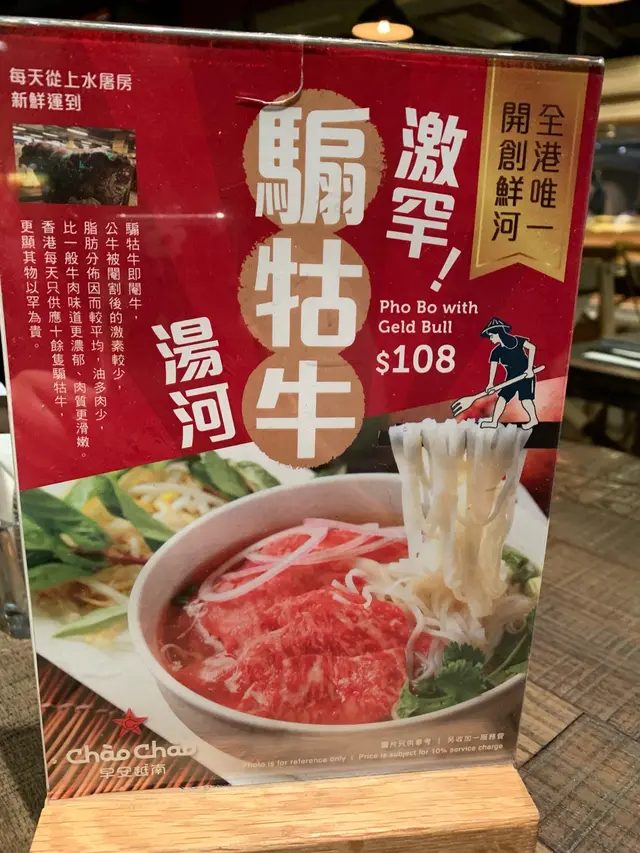 每天從上水屠房
新鮮運到
全港唯一
開創鮮河
激罕！
騸牯牛
湯河
Pho Bo with
Geld Bull
$108
騸牯牛即閹牛，
公牛被閹割後的激素較少，
脂肪分佈因而較平均，油多肉少，
比一般牛肉味道更濃郁、肉質更滑嫩。
香港每天只供應十餘隻騸牯牛，
更顯其物以罕為貴。
Chào Chào
早安越南
圖片只供參考 | 另收加一服務費
Photo is for reference only | Price is subject for 10% service charge